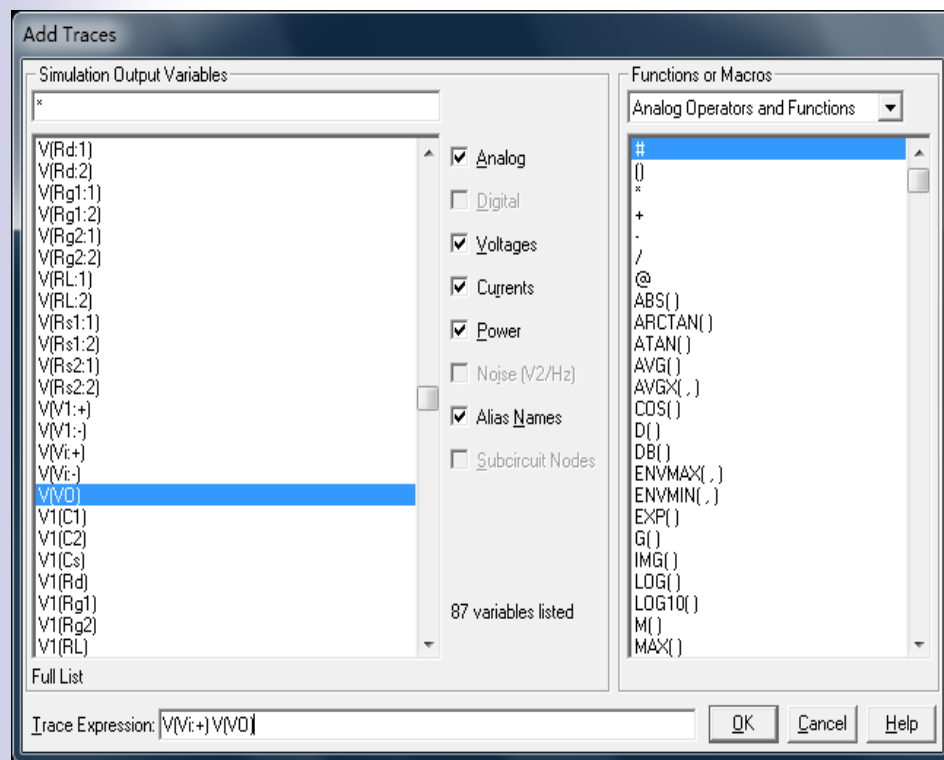 Add Traces
Simulation Output Variables
*
V(Rd:1)
V(Rd:2)
V(Rg1:1)
V(Rg1:2)
V(Rg2:1)
V(Rg2:2)
V(RL:1)
V(RL:2)
V(Rs1:1)
V(Rs1:2)
V(Rs2:1)
V(Rs2:2)
V(V1:+)
V(V1:-)
V(Vi:+)
V(Vi:-)
V(VO)
V1(C1)
V1(C2)
V1(Cs)
V1(Rd)
V1(Rg1)
V1(Rg2)
V1(RL)
Full List
Analog
Digital
Voltages
Currents
Power
Noise (V2/Hz)
Alias Names
Subcircuit Nodes
87 variables listed
Functions or Macros
Analog Operators and Functions
#
()
*
+
-
/
@
ABS( )
ARCTAN( )
ATAN( )
AVG( )
AVGX( , )
COS( )
D( )
DB( )
ENVMAX( , )
ENVMIN( , )
EXP( )
G( )
IMG( )
LOG( )
LOG10( )
M( )
MAX( )
Trace Expression: V(Vi:+) V(VO)
OK
Cancel
Help